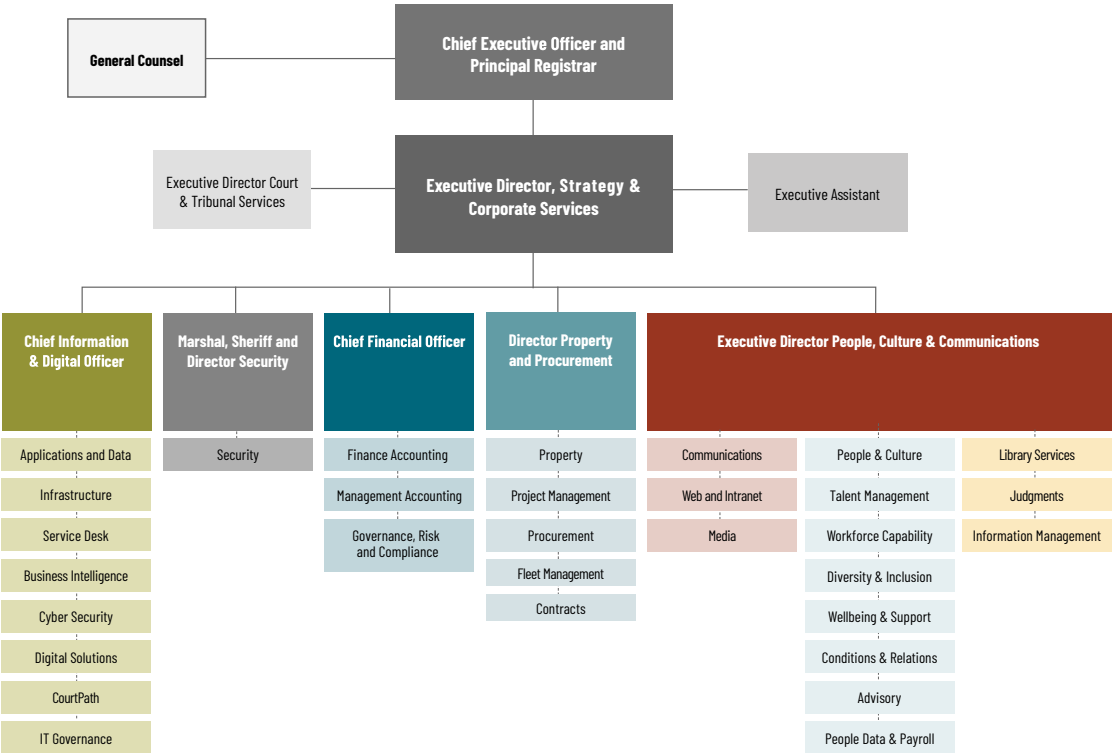 General Counsel
Chief Executive Officer and
Principal Registrar
Executive Director Court
& Tribunal Services
Executive Director, Strategy &
Corporate Services
Executive Assistant
Chief Information
& Digital Officer
Applications and Data
Infrastructure
Service Desk
Business Intelligence
Cyber Security
Digital Solutions
CourtPath
IT Governance
Marshal, Sheriff and
Director Security
Security
Chief Financial Officer
Finance Accounting
Management Accounting
Governance, Risk
and Compliance
Director Property
and Procurement
Property
Project Management
Procurement
Fleet Management
Contracts
Executive Director People, Culture & Communications
Communications
Web and Intranet
Media
People & Culture
Talent Management
Workforce Capability
Diversity & Inclusion
Wellbeing & Support
Conditions & Relations
Advisory
People Data & Payroll
Library Services
Judgments
Information Management